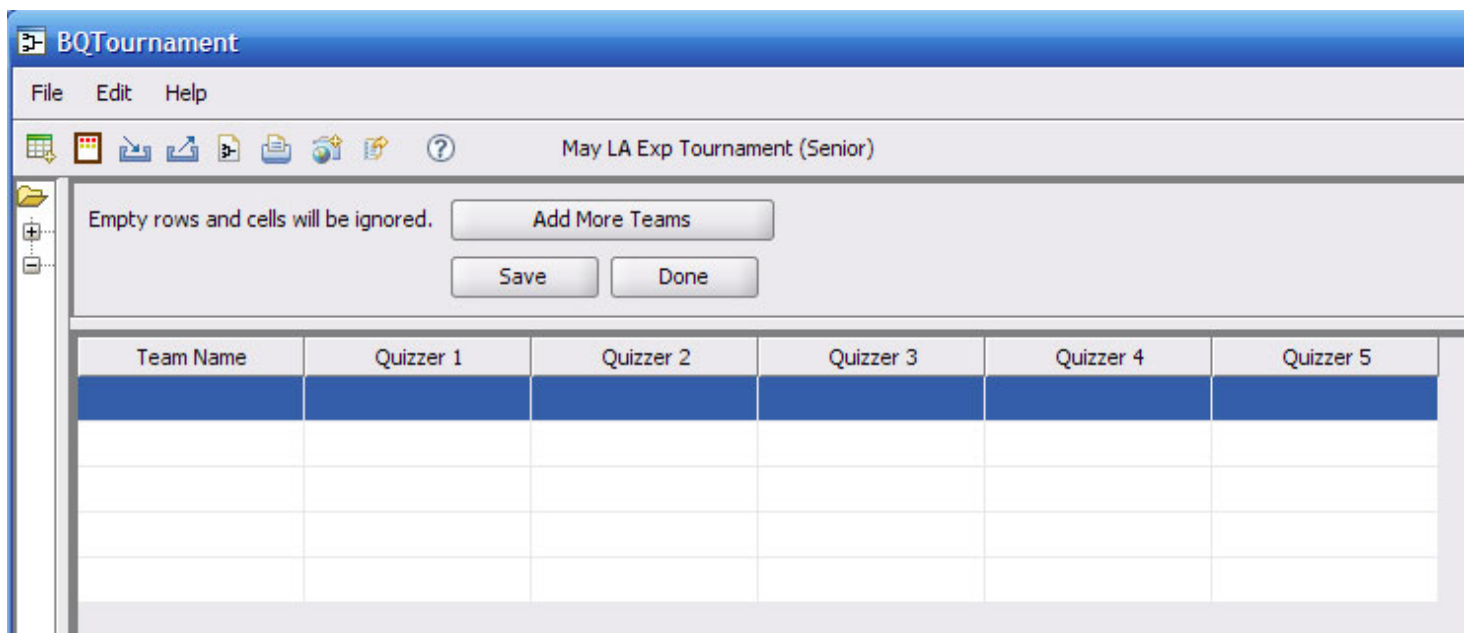 BQTournament
File Edit Help
May LA Exp Tournament (Senior)
Empty rows and cells will be ignored. Add More Teams
Save Done
Team Name Quizzer 1 Quizzer 2 Quizzer 3 Quizzer 4 Quizzer 5